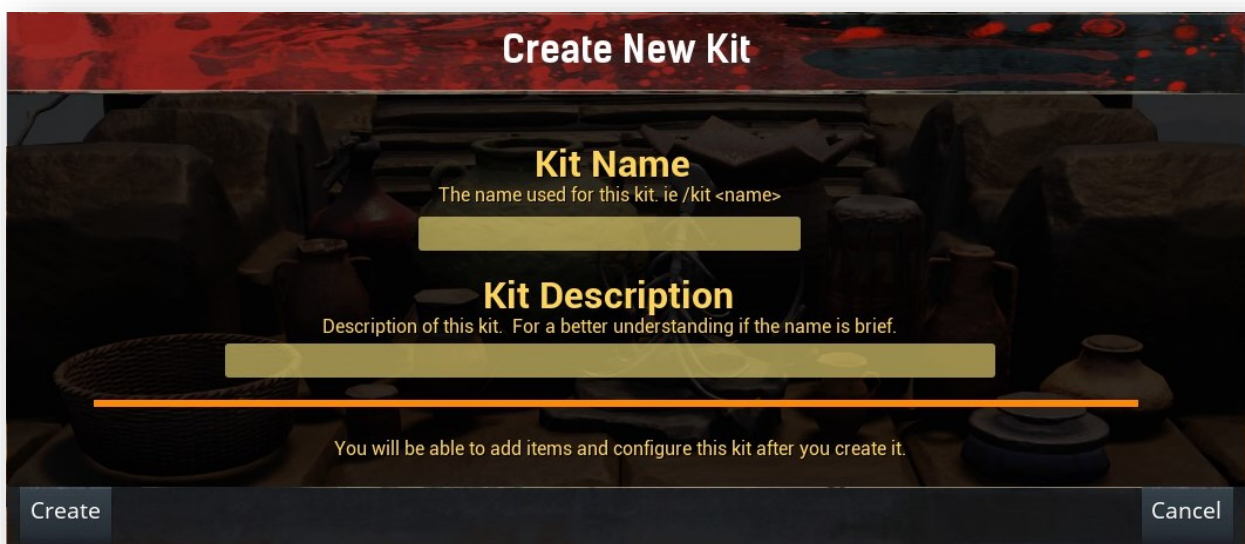 Create New Kit
Kit Name
The name used for this kit. ie /kit <name>
Kit Description
Description of this kit.  For a better understanding if the name is brief.
You will be able to add items and configure this kit after you create it.
Create
Cancel